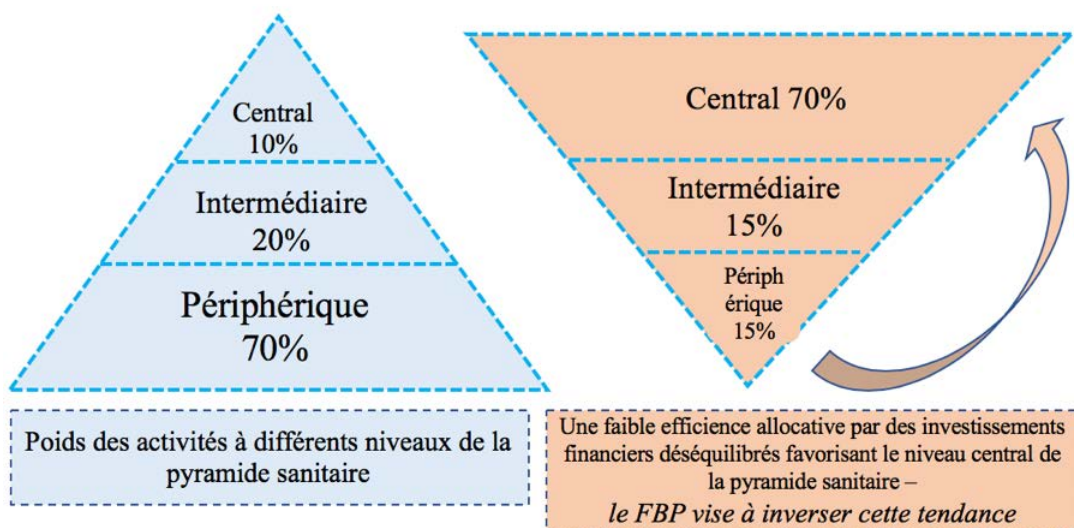 Central
10%
Intermédiaire
20%
Périphérique
70%
Poids des activités à différents niveaux de la
pyramide sanitaire
Central 70%
Intermédiaire
15%
Périph
érique
15%
Une faible efficience allocative par des investissements
financiers déséquilibrés favorisant le niveau central de
la pyramide sanitaire –
le FBP vise à inverser cette tendance